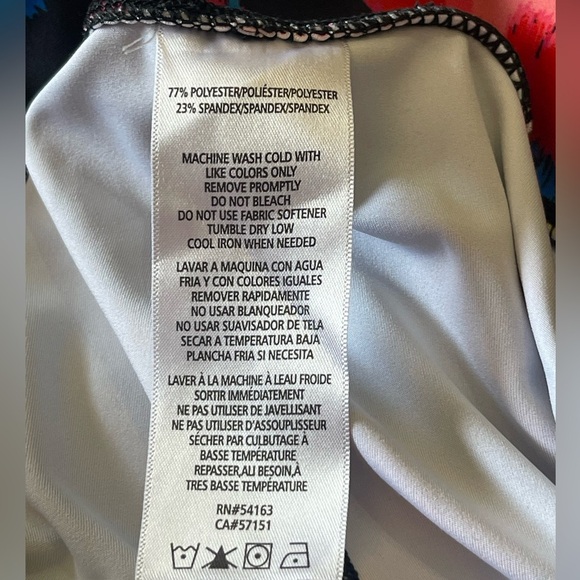 77% POLYESTER/POLIÉSTER/POLYESTER
23% SPANDEX/SPANDEX/SPANDEX
MACHINE WASH COLD WITH
LIKE COLORS ONLY
REMOVE PROMPTLY
DO NOT BLEACH
DO NOT USE FABRIC SOFTENER
TUMBLE DRY LOW
COOL IRON WHEN NEEDED
LAVAR A MAQUINA CON AGUA
FRIA Y CON COLORES IGUALES
REMOVER RAPIDAMENTE
NO USAR BLANQUEADOR
NO USAR SUAVISADOR DE TELA
SECAR A TEMPERATURA BAJA
PLANCHA FRIA SI NECESITA
LAVER À LA MACHINE À LEAU FROIDE
SORTIR IMMÉDIATEMENT
NE PAS UTILISER DE JAVELLISANT
NE PAS UTILISER D'ASSOUPLISSEUR
SÉCHER PAR CULBUTAGE À
BASSE TEMPÉRATURE
REPASSER,ALI BESOIN,À
TRES BASSE TEMPÉRATURE
RN#54163
CA#57151